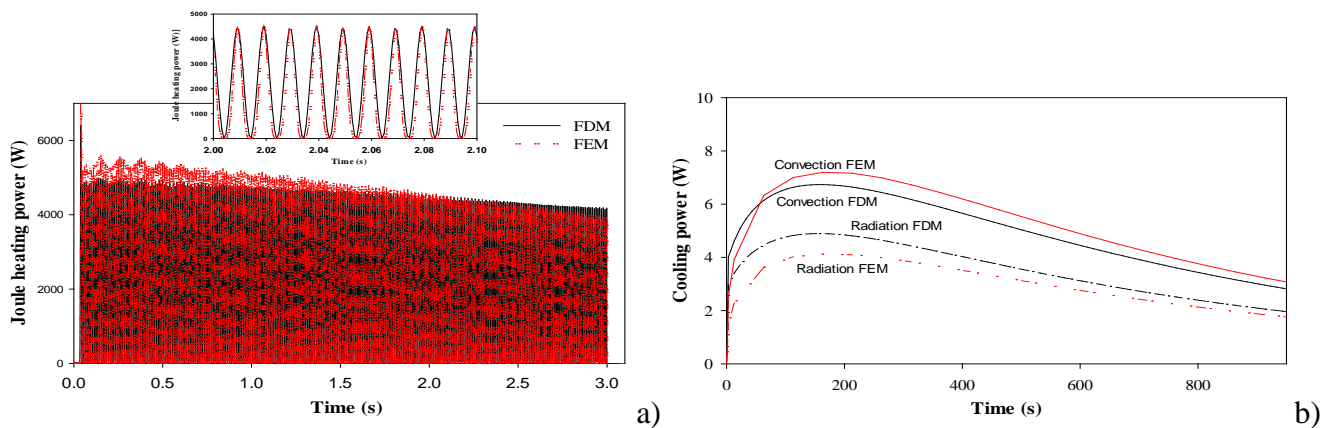 5000
4000
3000
2000
1000
0
Joule heating power (W)]
2.00
2.02
2.04
2.06
2.08
2.10
Time (s)
FDM
FEM
6000
4000
2000
0
Joule heating power (W)
0.0
0.5
1.0
1.5
2.0
2.5
3.0
Time (s)
a)
10
8
6
4
2
0
Cooling power (W)
Convection FEM
Convection FDM
Radiation FDM
Radiation FEM
0
200
400
600
800
Time (s)
b)